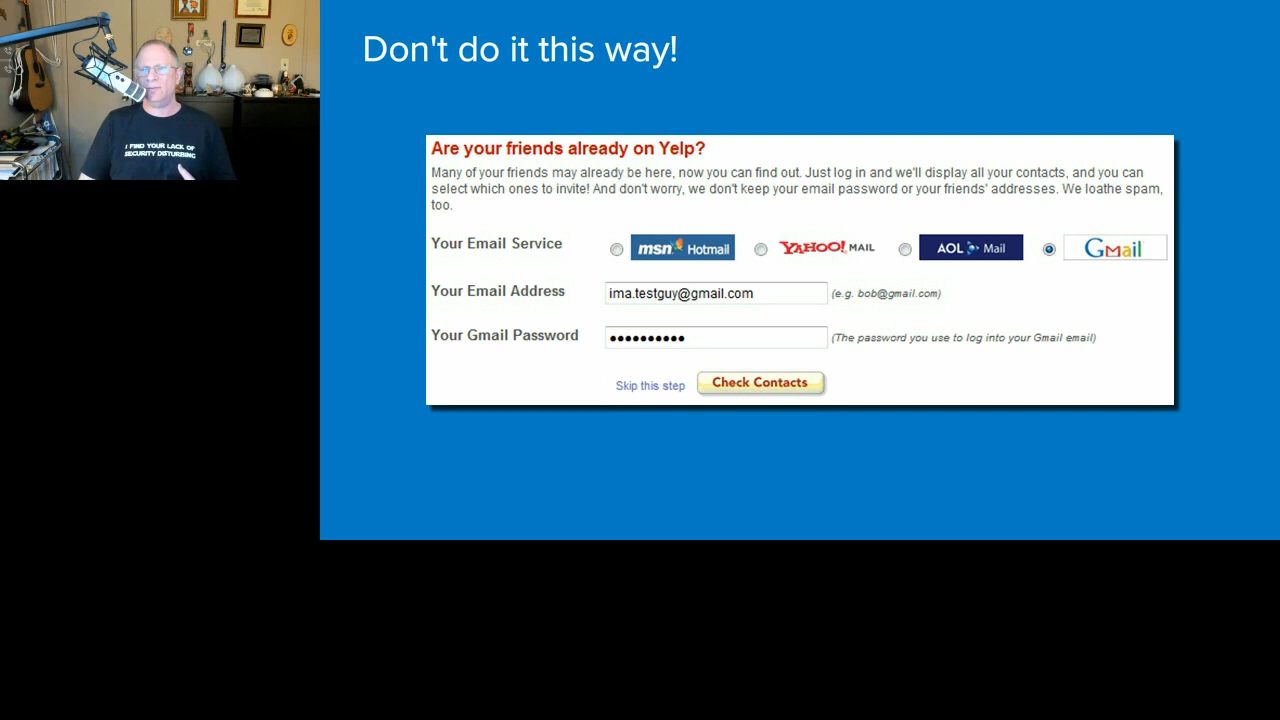 Don't do it this way!
I FIND YOUR LACK OF
SECURITY DISTURBING
Are your friends already on Yelp?
Many of your friends may already be here, now you can find out. Just log in and we'll display all your contacts, and you can
select which ones to invite! And don't worry, we don't keep your email password or your friends' addresses. We loathe spam,
too.
Your Email Service
msn Hotmail
YAHOO! MAIL
AOL Mail
Gmail
Your Email Address
ima.testguy@gmail.com
(e.g. bob@gmail.com)
Your Gmail Password
••••••••••
(The password you use to log into your Gmail email)
Skip this step
Check Contacts